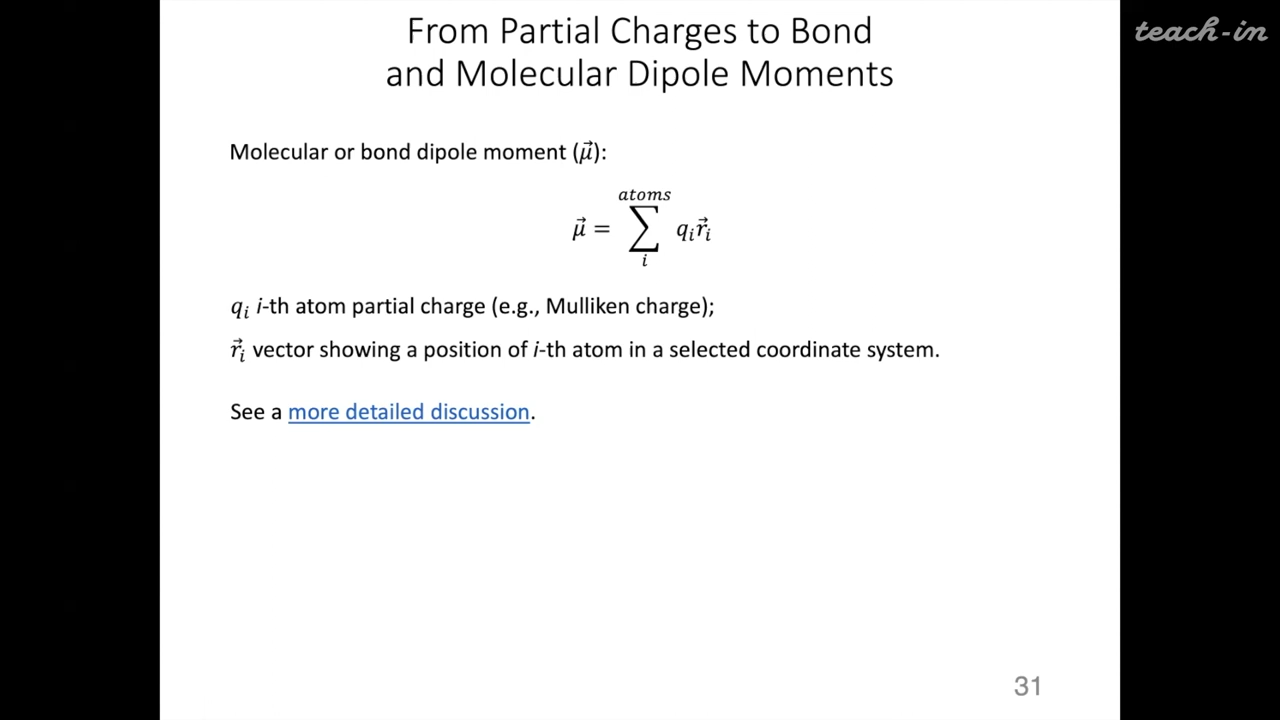 From Partial Charges to Bond
and Molecular Dipole Moments
teach-in
Molecular or bond dipole moment (μ⃗):
μ⃗ = ∑ᵢᵃᵗᵒᵐˢ qᵢr⃗ᵢ
qᵢ i-th atom partial charge (e.g., Mulliken charge);
r⃗ᵢ vector showing a position of i-th atom in a selected coordinate system.
See a more detailed discussion.
31